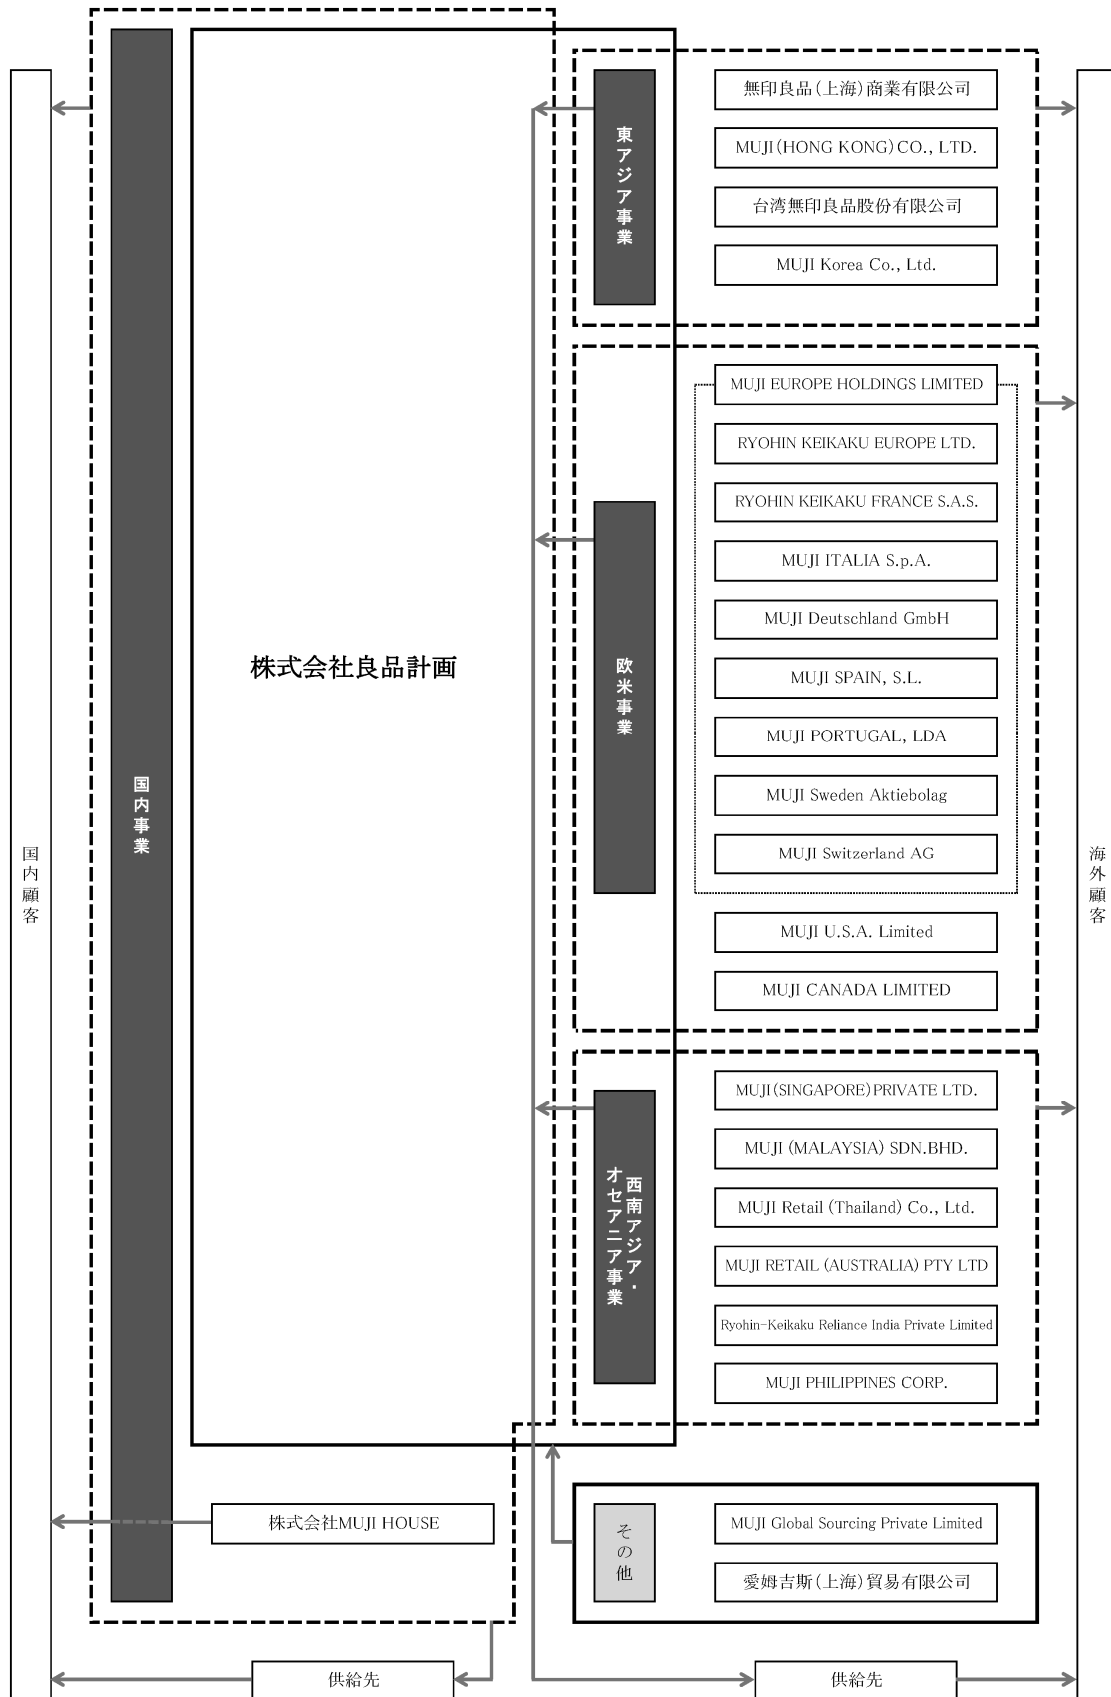 国内顧客
国内事業
株式会社良品計画
株式会社MUJI HOUSE
供給先
東アジア事業
無印良品(上海)商業有限公司
MUJI(HONG KONG)CO., LTD.
台湾無印良品股份有限公司
MUJI Korea Co., Ltd.
欧米事業
MUJI EUROPE HOLDINGS LIMITED
RYOHIN KEIKAKU EUROPE LTD.
RYOHIN KEIKAKU FRANCE S.A.S.
MUJI ITALIA S.p.A.
MUJI Deutschland GmbH
MUJI SPAIN, S.L.
MUJI PORTUGAL, LDA
MUJI Sweden Aktiebolag
MUJI Switzerland AG
MUJI U.S.A. Limited
MUJI CANADA LIMITED
西南アジア・
オセアニア事業
MUJI(SINGAPORE)PRIVATE LTD.
MUJI (MALAYSIA) SDN.BHD.
MUJI Retail (Thailand) Co., Ltd.
MUJI RETAIL (AUSTRALIA) PTY LTD
Ryohin-Keikaku Reliance India Private Limited
MUJI PHILIPPINES CORP.
その他
MUJI Global Sourcing Private Limited
愛姆吉斯(上海)貿易有限公司
供給先
海外顧客